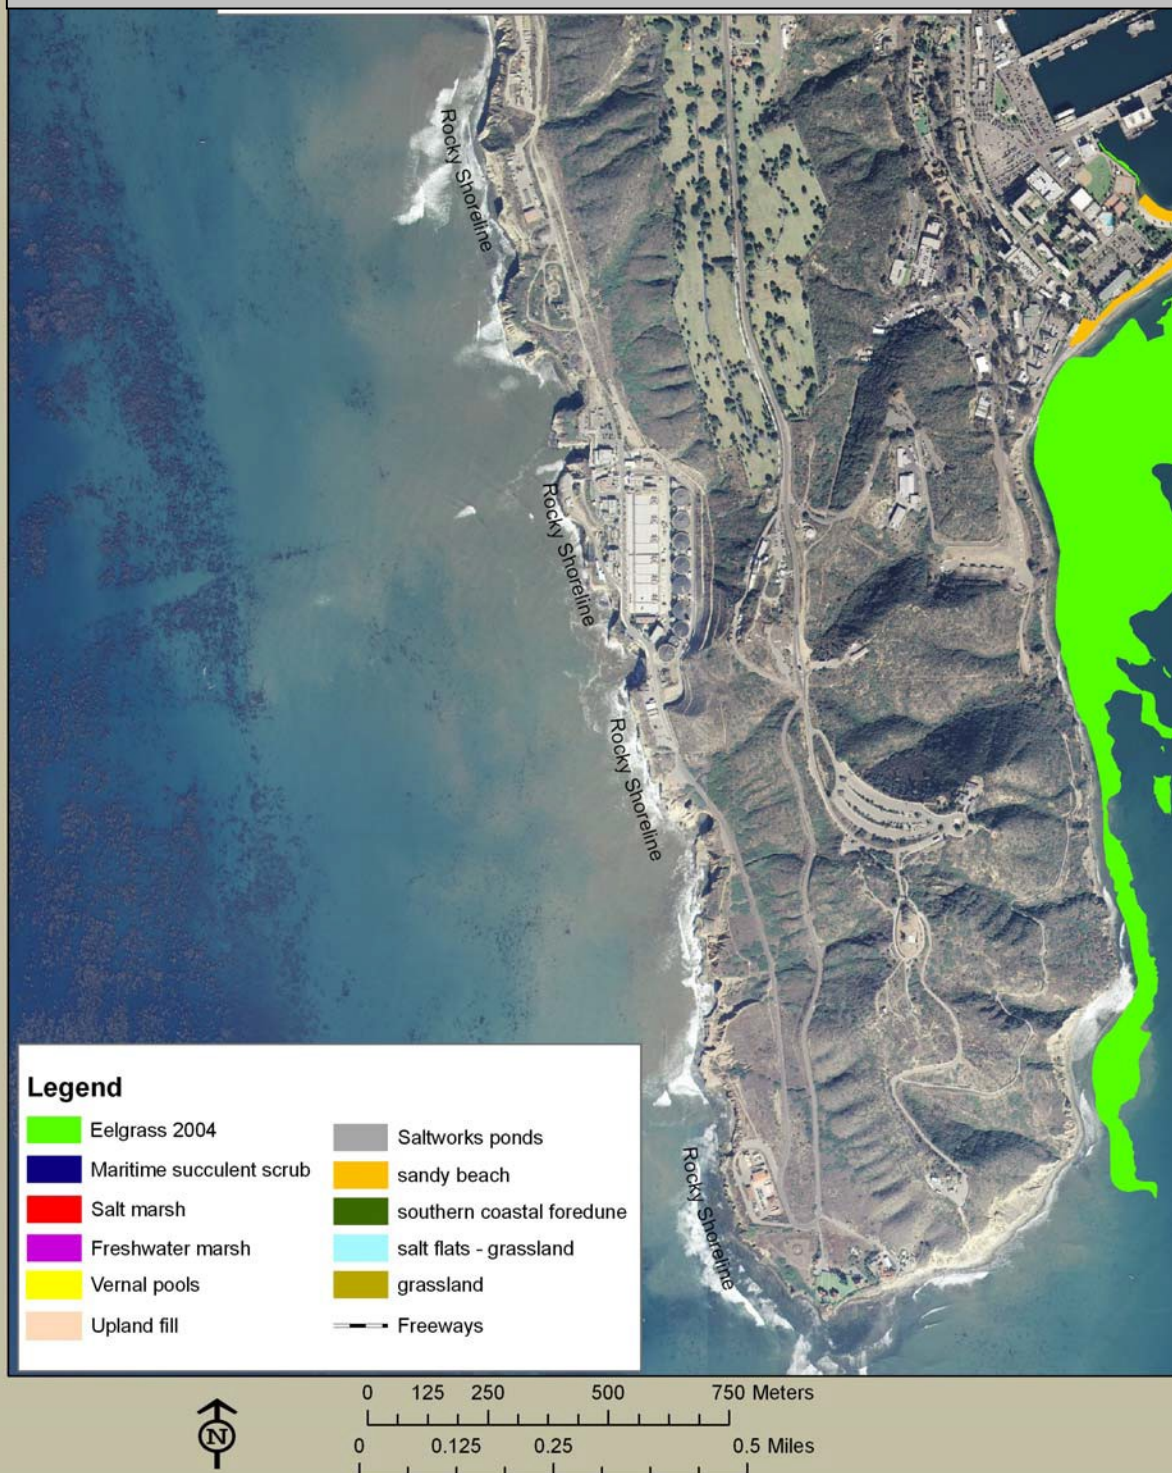 Rocky Shoreline
Rocky Shoreline
Rocky Shoreline
Rocky Shoreline
Legend
Eelgrass 2004
Maritime succulent scrub
Salt marsh
Freshwater marsh
Vernal pools
Upland fill
Saltworks ponds
sandy beach
southern coastal foredune
salt flats - grassland
grassland
Freeways
0 125 250 500 750 Meters
N
0 0.125 0.25 0.5 Miles